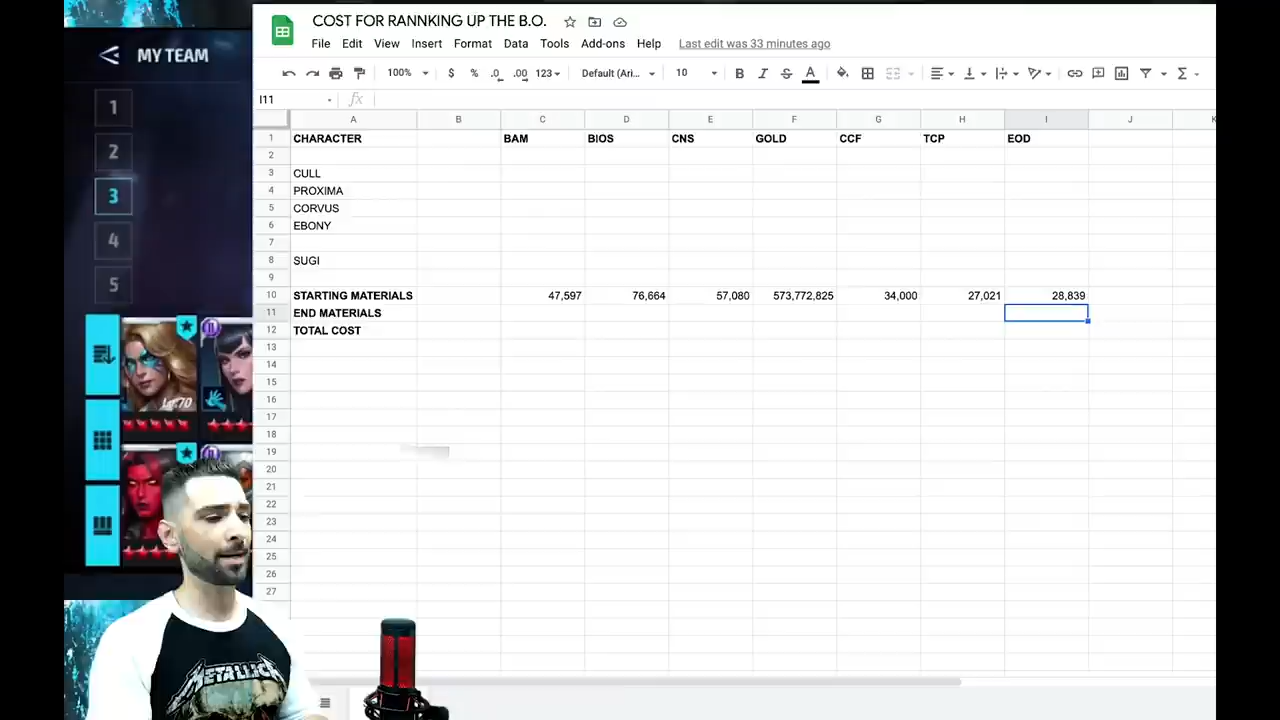 MY TEAM
1
2
3
4
5
Lv.70
COST FOR RANNKING UP THE B.O.
File Edit View Insert Format Data Tools Add-ons Help Last edit was 33 minutes ago
100% $ % .0 .00 123 Default (Ari... 10 B I S A
I11 fx
A B C D E F G H I J K
1 CHARACTER BAM BIOS CNS GOLD CCF TCP EOD
2
3 CULL
4 PROXIMA
5 CORVUS
6 EBONY
7
8 SUGI
9
10 STARTING MATERIALS 47,597 76,664 57,080 573,772,825 34,000 27,021 28,839
11 END MATERIALS
12 TOTAL COST
13
14
15
16
17
18
19
20
21
22
23
24
25
26
27
METALLICA